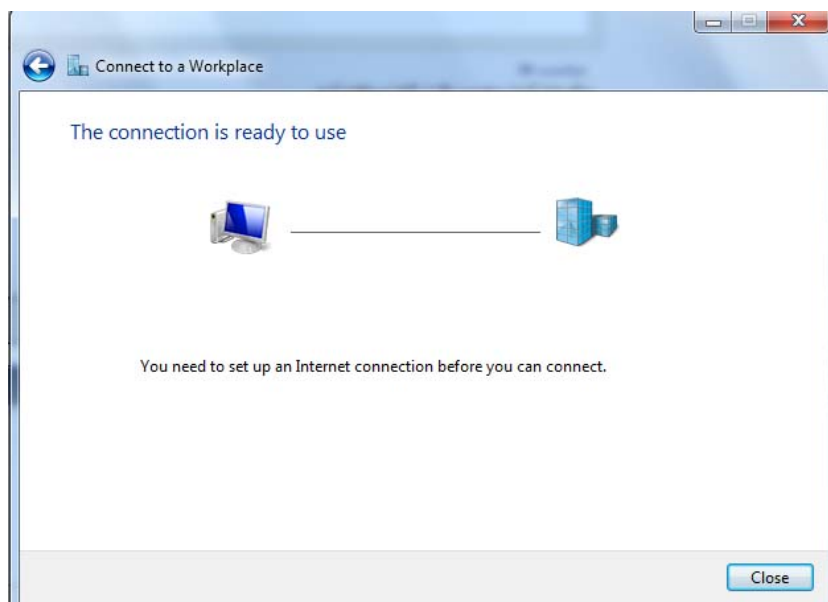 Connect to a Workplace
The connection is ready to use
You need to set up an Internet connection before you can connect.
Close